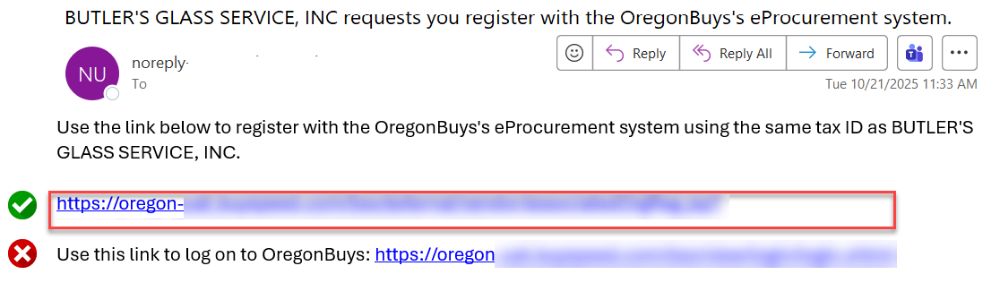 BUTLER'S GLASS SERVICE, INC requests you register with the OregonBuys's eProcurement system.
NU
noreply
Reply
Reply All
Forward
To
Tue 10/21/2025 11:33 AM
Use the link below to register with the OregonBuys's eProcurement system using the same tax ID as BUTLER'S
GLASS SERVICE, INC.
https://oregon-
Use this link to log on to OregonBuys: https://oregon